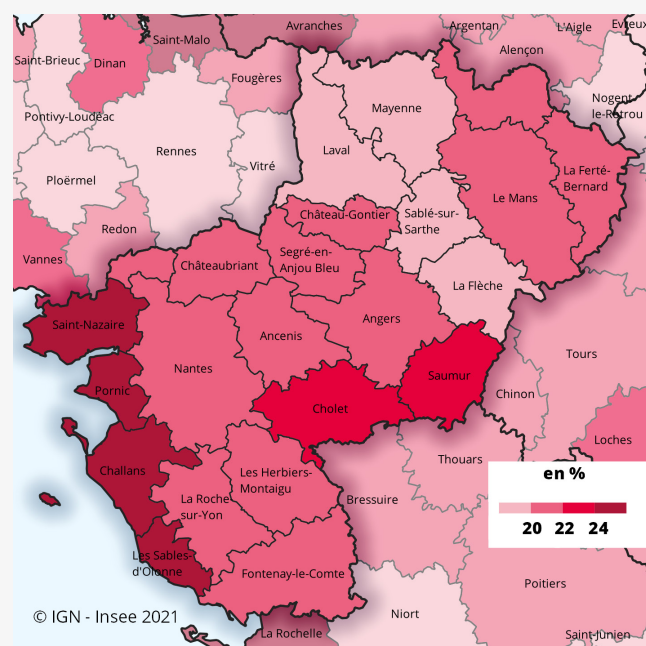 Avranches
Argentan
L'Aigle
Evreux
Saint-Malo
Alençon
Saint-Brieuc
Dinan
Fougères
Nogent-
le-Rotrou
Mayenne
Pontivy-Loudéac
Rennes
Laval
Vitré
La Ferté-
Bernard
Ploërmel
Le Mans
Château-Gontier
Sablé-sur-
Sarthe
Redon
Vannes
Châteaubriant
Segré-en-
Anjou Bleu
La Flèche
Saint-Nazaire
Angers
Ancenis
Tours
Nantes
Saumur
Pornic
Chinon
Cholet
Loches
Thouars
Challans
Les Herbiers-
Montaigu
en %
20 22 24
La Roche-
sur-Yon
Bressuire
Les Sables-
d'Olonne
Fontenay-le-Comte
Poitiers
Niort
© IGN - Insee 2021
La Rochelle
Saint-Junien